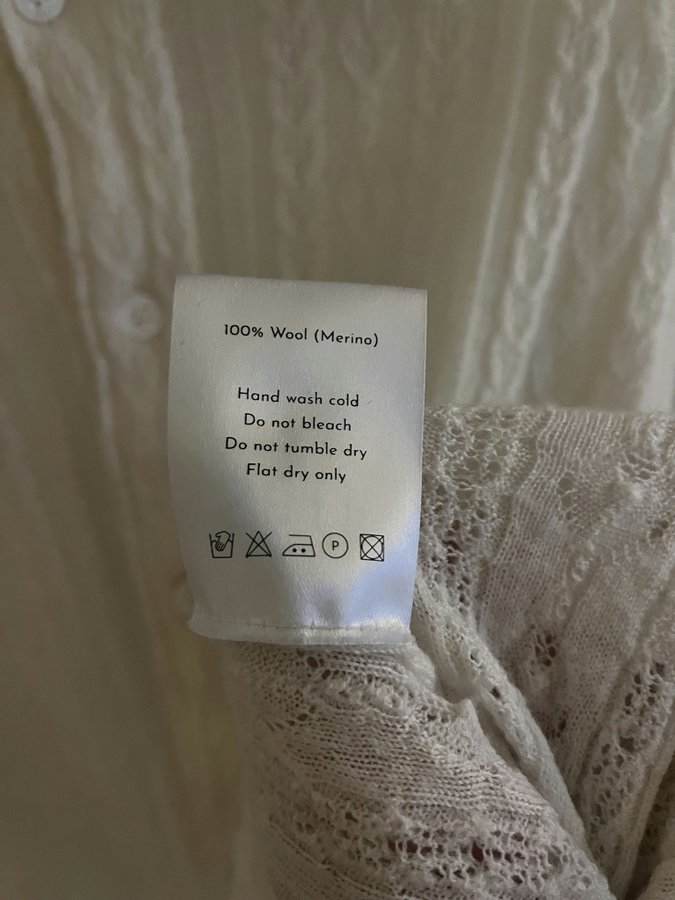 100% Wool (Merino)
Hand wash cold
Do not bleach
Do not tumble dry
Flat dry only
P